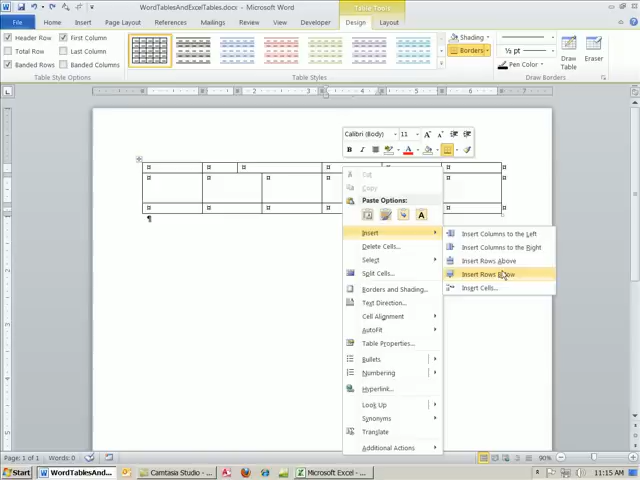 WordTablesAndExcelTables.docx - Microsoft Word
Table Tools
File Home Insert Page Layout References Mailings Review View Developer Design Layout
Header Row First Column
Total Row Last Column
Banded Rows Banded Columns
Shading
Borders
½ pt
Pen Color
Draw Table
Eraser
Table Style Options Table Styles Draw Borders
Calibri (Body) 11
Cut
Copy
Paste Options:
Insert
Delete Cells...
Select
Split Cells...
Borders and Shading...
Text Direction...
Cell Alignment
AutoFit
Table Properties...
Bullets
Numbering
Hyperlink...
Look Up
Synonyms
Translate
Additional Actions
Insert Columns to the Left
Insert Columns to the Right
Insert Rows Above
Insert Rows Below
Insert Cells...
Page: 1 of 1 Words: 0 90%
Start WordTablesAnd... Camtasia Studio - ... Microsoft Excel - ... 11:15 AM